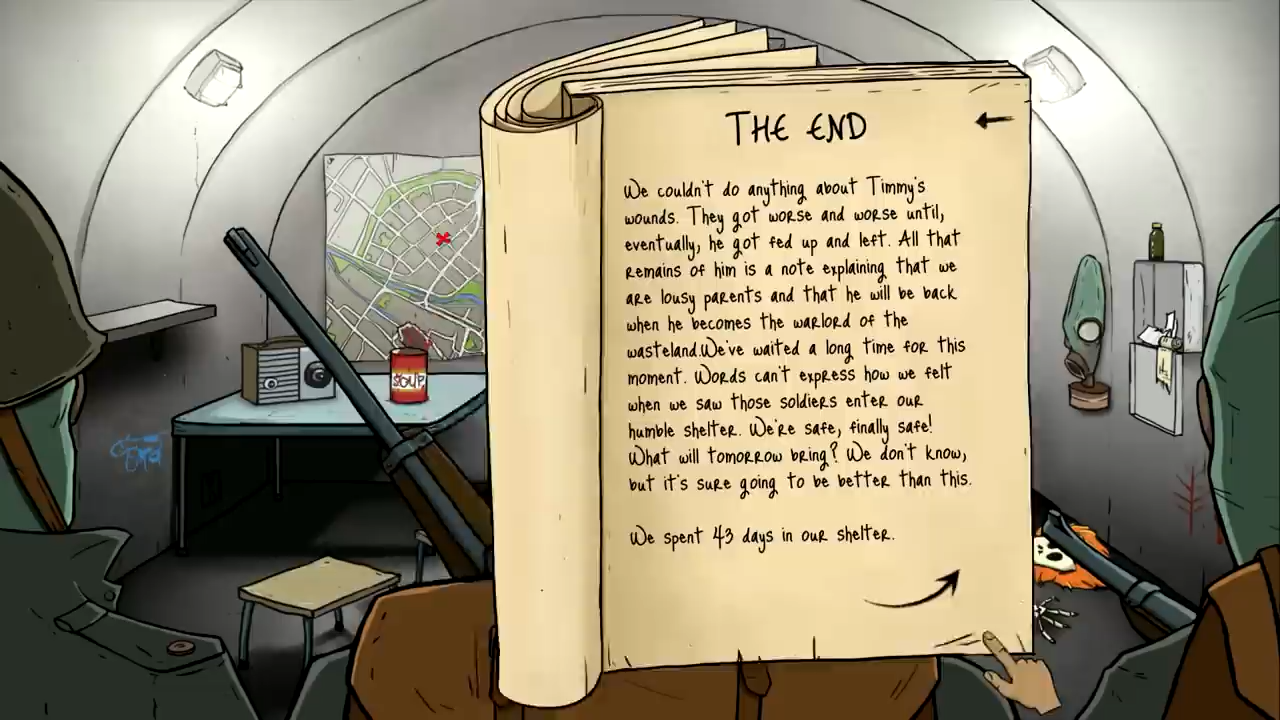 THE END
We couldn't do anything about Timmy's
wounds. They got worse and worse until,
eventually, he got fed up and left. All that
remains of him is a note explaining that we
are lousy parents and that he will be back
when he becomes the warlord of the
wasteland.We've waited a long time for this
moment. Words can't express how we felt
when we saw those soldiers enter our
humble shelter. We're safe, finally safe!
What will tomorrow bring? We don't know,
but it's sure going to be better than this.
We spent 43 days in our shelter.
SOUP